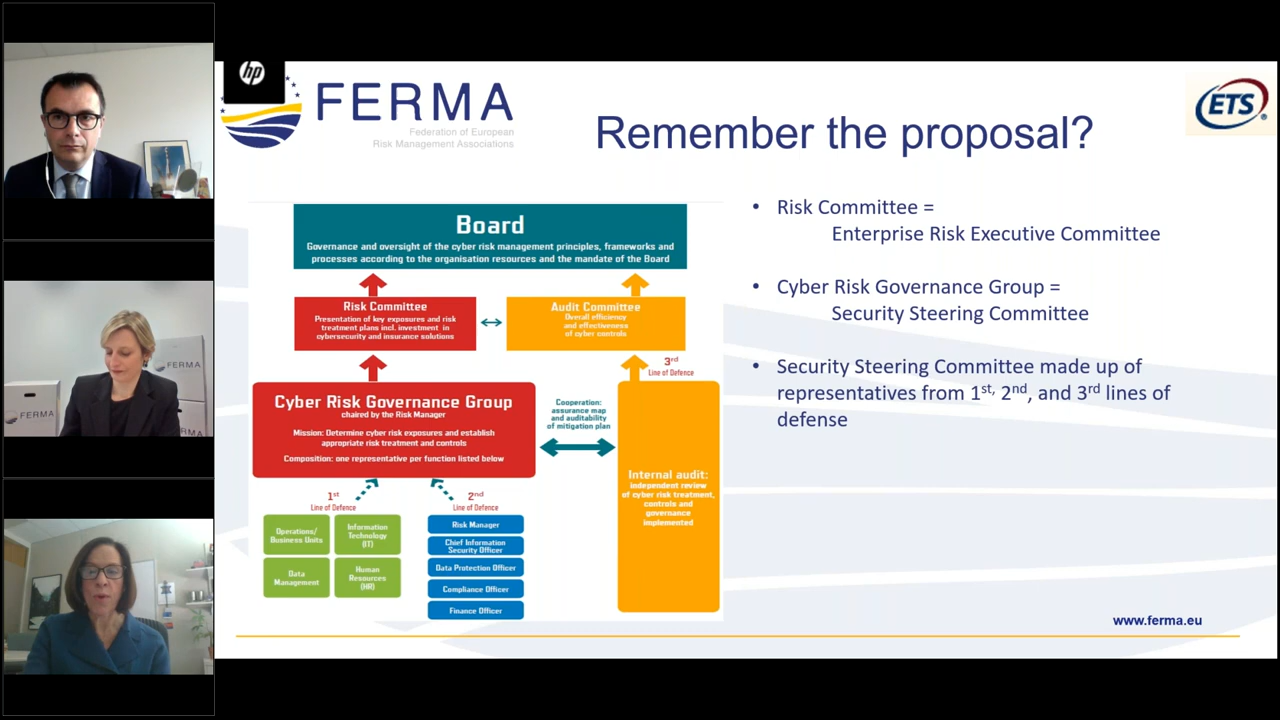 hp
FERMA
Federation of European
Risk Management Associations
ETS
Remember the proposal?
Board
Governance and oversight of the cyber risk management principles, frameworks and
processes according to the organisation resources and the mandate of the Board
Risk Committee
Presentation of key exposures and risk
treatment plans incl. investment in
cybersecurity and insurance solutions
Audit Committee
Overall efficiency
and effectiveness
of cyber controls
3rd
Line of Defence
Cyber Risk Governance Group
chaired by the Risk Manager
Mission: Determine cyber risk exposures and establish
appropriate risk treatment and controls
Composition: one representative per function listed below
Cooperation:
assurance map
and auditability
of mitigation plan
Internal audit:
independent review
of cyber risk treatment,
controls and
governance
implemented
1st
Line of Defence
Operations/
Business Units
Information
Technology
(IT)
Data
Management
Human
Resources
(HR)
2nd
Line of Defence
Risk Manager
Chief Information
Security Officer
Data Protection Officer
Compliance Officer
Finance Officer
• Risk Committee =
Enterprise Risk Executive Committee
• Cyber Risk Governance Group =
Security Steering Committee
• Security Steering Committee made up of
representatives from 1st, 2nd, and 3rd lines of
defense
www.ferma.eu
FERMA
FERMA
FERMA